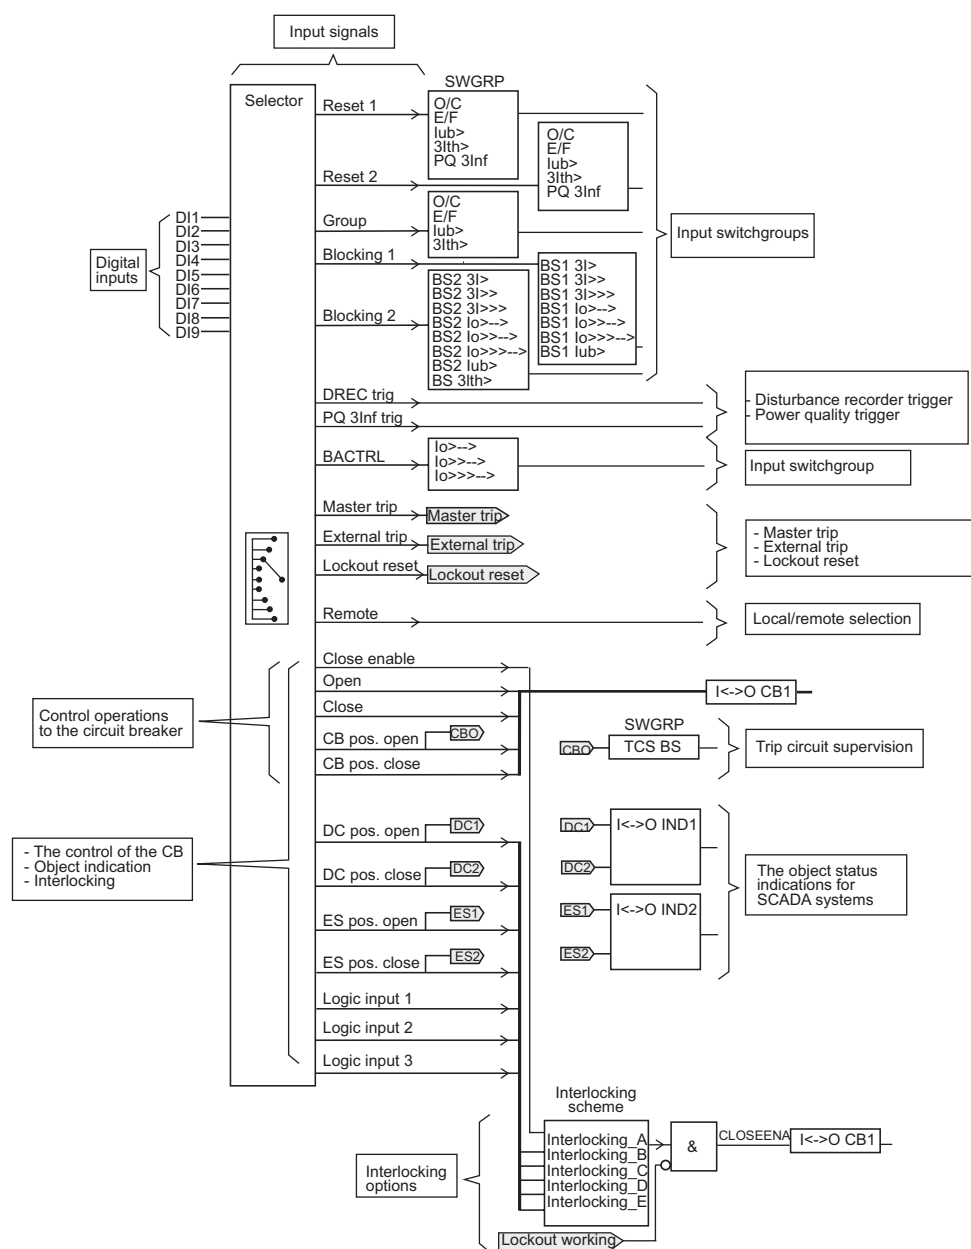 Input signals
SWGRP
Selector
Reset 1
O/C
E/F
Iub>
3Ith>
PQ 3Inf
O/C
E/F
Iub>
3Ith>
PQ 3Inf
Reset 2
Group
O/C
E/F
Iub>
3Ith>
Input switchgroups
DI1
DI2
DI3
DI4
DI5
DI6
DI7
DI8
DI9
Digital
inputs
Blocking 1
BS1 3I>
BS1 3I>>
BS1 3I>>>
BS1 Io>-->
BS1 Io>>-->
BS1 Io>>>-->
BS1 Iub>
Blocking 2
BS2 3I>
BS2 3I>>
BS2 3I>>>
BS2 Io>-->
BS2 Io>>-->
BS2 Io>>>-->
BS2 Iub>
BS 3Ith>
DREC trig
PQ 3Inf trig
- Disturbance recorder trigger
- Power quality trigger
BACTRL
Io>-->
Io>>-->
Io>>>-->
Input switchgroup
Master trip
Master trip
External trip
External trip
Lockout reset
Lockout reset
- Master trip
- External trip
- Lockout reset
Remote
Local/remote selection
Close enable
Open
I<->O CB1
Close
Control operations
to the circuit breaker
CB pos. open
CBO
CB pos. close
SWGRP
CBO
TCS BS
Trip circuit supervision
DC pos. open
DC1
DC1
I<->O IND1
- The control of the CB
- Object indication
- Interlocking
DC pos. close
DC2
DC2
The object status
indications for
SCADA systems
ES pos. open
ES1
ES1
I<->O IND2
ES pos. close
ES2
ES2
Logic input 1
Logic input 2
Logic input 3
Interlocking
scheme
Interlocking_A
Interlocking_B
Interlocking_C
Interlocking_D
Interlocking_E
&
CLOSEENA
I<->O CB1
Interlocking
options
Lockout working